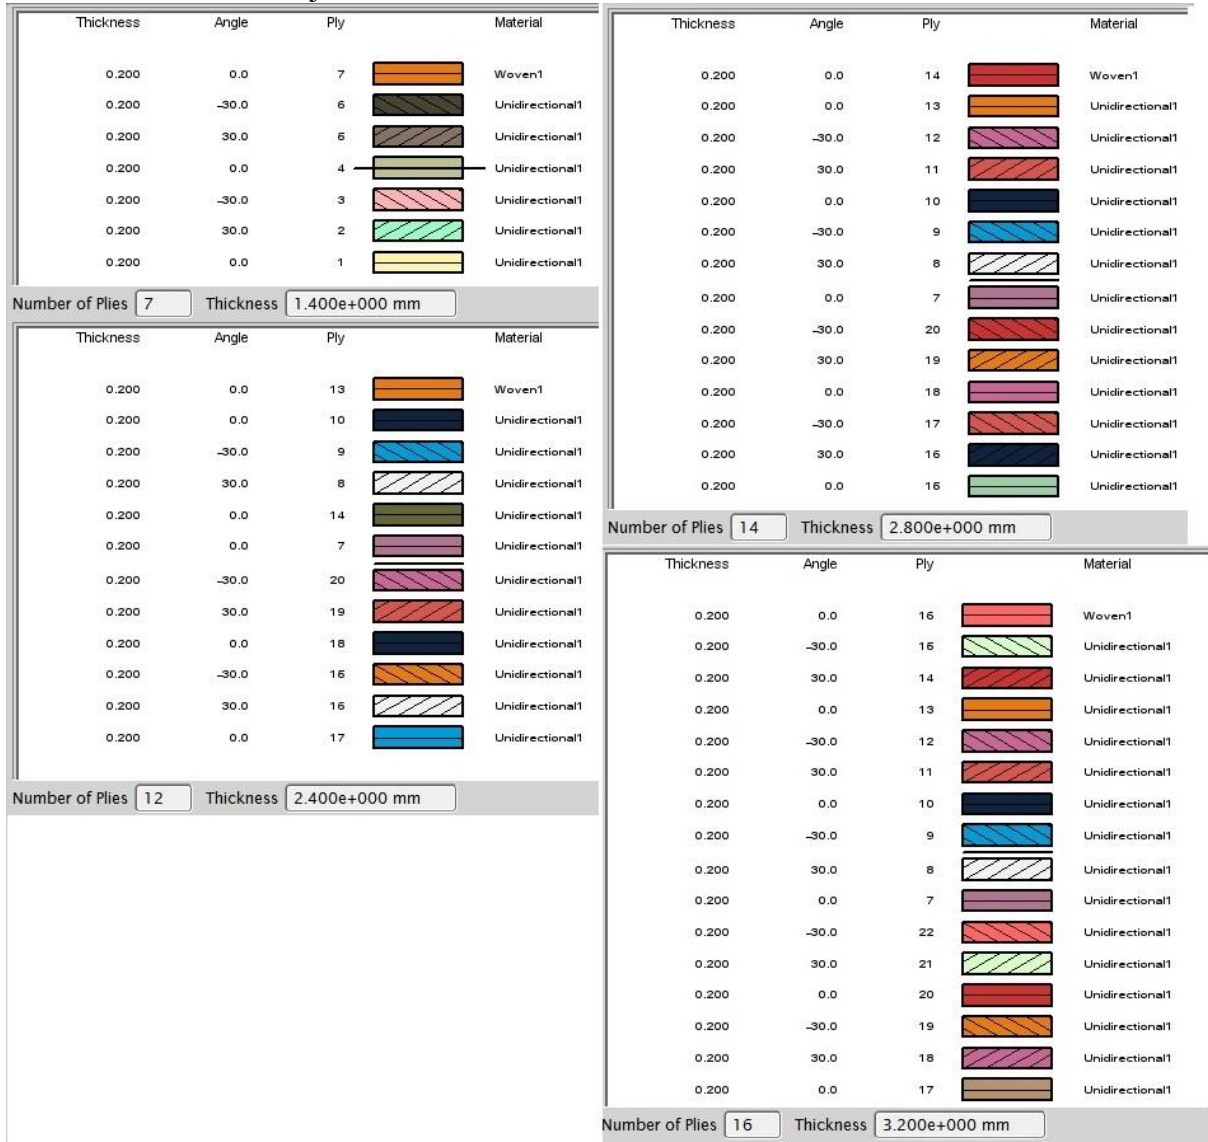 Thickness Angle Ply Material
0.200 0.0 7 Woven1
0.200 -30.0 6 Unidirectional1
0.200 30.0 5 Unidirectional1
0.200 0.0 4 Unidirectional1
0.200 -30.0 3 Unidirectional1
0.200 30.0 2 Unidirectional1
0.200 0.0 1 Unidirectional1
Number of Plies 7 Thickness 1.400e+000 mm
Thickness Angle Ply Material
0.200 0.0 13 Woven1
0.200 0.0 10 Unidirectional1
0.200 -30.0 9 Unidirectional1
0.200 30.0 8 Unidirectional1
0.200 0.0 14 Unidirectional1
0.200 0.0 7 Unidirectional1
0.200 -30.0 20 Unidirectional1
0.200 30.0 19 Unidirectional1
0.200 0.0 18 Unidirectional1
0.200 -30.0 15 Unidirectional1
0.200 30.0 16 Unidirectional1
0.200 0.0 17 Unidirectional1
Number of Plies 12 Thickness 2.400e+000 mm
Thickness Angle Ply Material
0.200 0.0 14 Woven1
0.200 0.0 13 Unidirectional1
0.200 -30.0 12 Unidirectional1
0.200 30.0 11 Unidirectional1
0.200 0.0 10 Unidirectional1
0.200 -30.0 9 Unidirectional1
0.200 30.0 8 Unidirectional1
0.200 0.0 7 Unidirectional1
0.200 -30.0 20 Unidirectional1
0.200 30.0 19 Unidirectional1
0.200 0.0 18 Unidirectional1
0.200 -30.0 17 Unidirectional1
0.200 30.0 16 Unidirectional1
0.200 0.0 15 Unidirectional1
Number of Plies 14 Thickness 2.800e+000 mm
Thickness Angle Ply Material
0.200 0.0 16 Woven1
0.200 -30.0 15 Unidirectional1
0.200 30.0 14 Unidirectional1
0.200 0.0 13 Unidirectional1
0.200 -30.0 12 Unidirectional1
0.200 30.0 11 Unidirectional1
0.200 0.0 10 Unidirectional1
0.200 -30.0 9 Unidirectional1
0.200 30.0 8 Unidirectional1
0.200 0.0 7 Unidirectional1
0.200 -30.0 22 Unidirectional1
0.200 30.0 21 Unidirectional1
0.200 0.0 20 Unidirectional1
0.200 -30.0 19 Unidirectional1
0.200 30.0 18 Unidirectional1
0.200 0.0 17 Unidirectional1
Number of Plies 16 Thickness 3.200e+000 mm